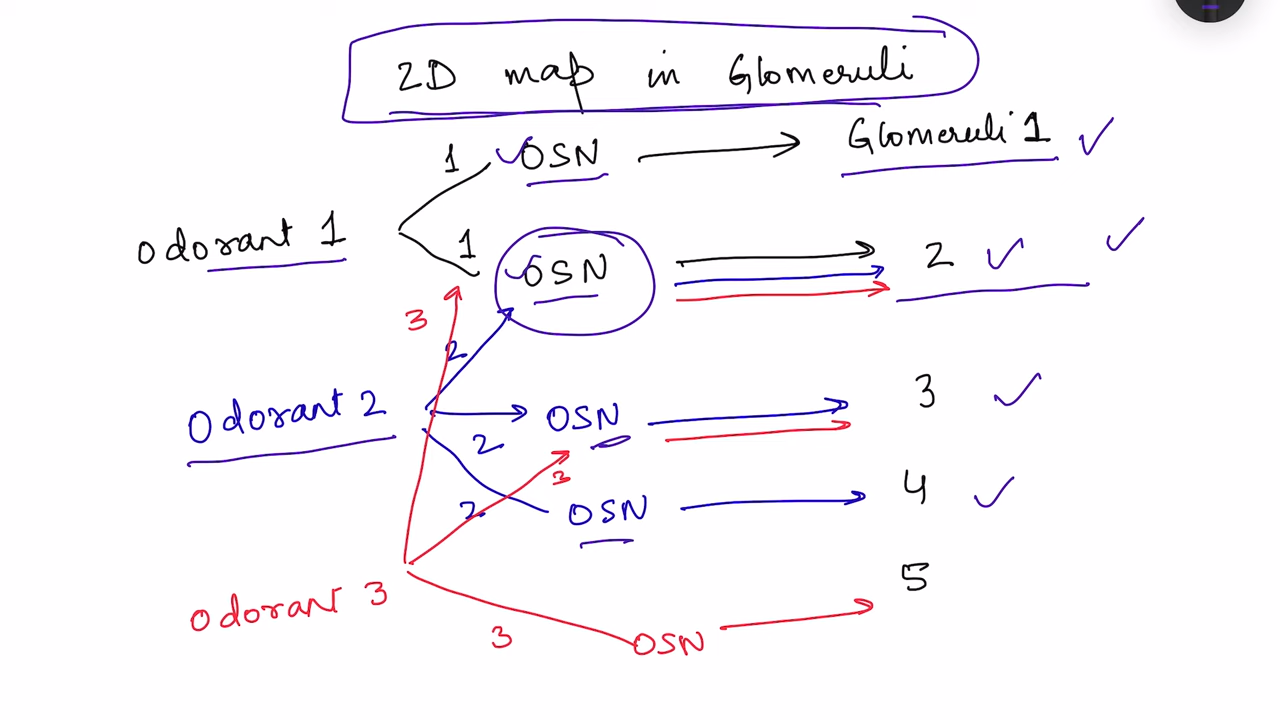 2D map in Glomeruli
1 OSN Glomeruli 1
odorant 1
1 OSN 2
3
2
Odorant 2 OSN 3
2 3
2 OSN 4
5
odorant 3
3 OSN